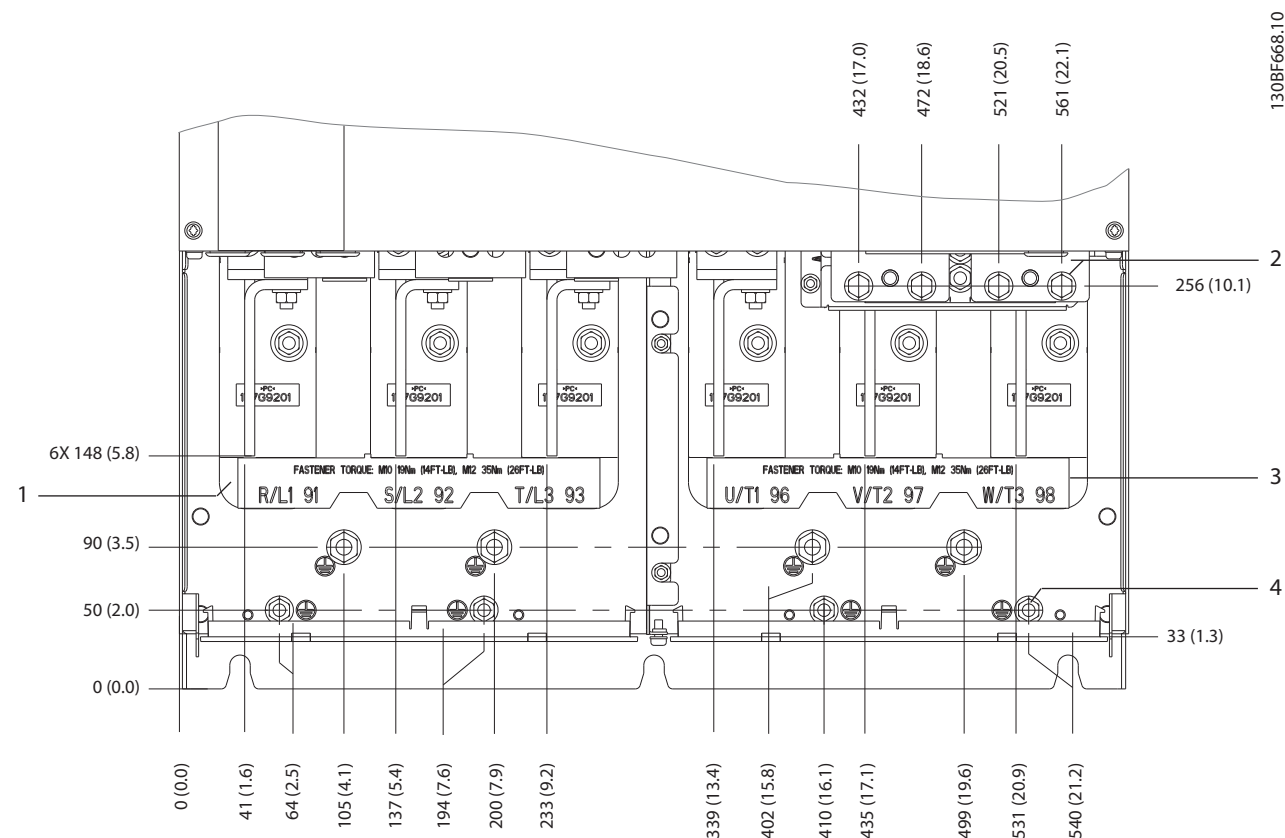 130BF668.10
432 (17.0)
472 (18.6)
521 (20.5)
561 (22.1)
2
256 (10.1)
»PC«
»PC«
»PC«
»PC«
»PC«
»PC«
6X 148 (5.8)
1
FASTENER TORQUE: M10 19Nm (14FT-LB), M12 35Nm (26FT-LB)
R/L1 91 S/L2 92 T/L3 93
FASTENER TORQUE: M10 19Nm (14FT-LB), M12 35Nm (26FT-LB)
U/T1 96 V/T2 97 W/T3 98
3
90 (3.5)
50 (2.0)
4
33 (1.3)
0 (0.0)
0 (0.0)
41 (1.6)
64 (2.5)
105 (4.1)
137 (5.4)
194 (7.6)
200 (7.9)
233 (9.2)
339 (13.4)
402 (15.8)
410 (16.1)
435 (17.1)
499 (19.6)
531 (20.9)
540 (21.2)